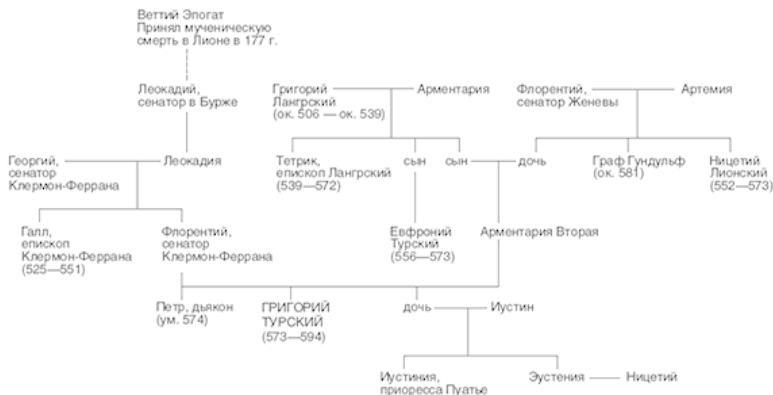 Веттий Эпогат
Принял мученическую
смерть в Лионе в 177 г.
Леокадий,
сенатор в Бурже
Григорий
Лангрский
(ок. 506 — ок. 539)
Арментария
Флорентий,
сенатор Женевы
Артемия
Георгий,
сенатор
Клермон-Феррана
Леокадия
Тетрик,
епископ Лангрский
(539—572)
сын
сын
дочь
Граф Гундульф
(ок. 581)
Ницетий
Лионский
(552—573)
Галл,
епископ
Клермон-Феррана
(525—551)
Флорентий,
сенатор
Клермон-Феррана
Евфроний
Турский
(556—573)
Арментария Вторая
Петр, дьякон
(ум. 574)
ГРИГОРИЙ
ТУРСКИЙ
(573—594)
дочь
Иустин
Иустиния,
приоресса Пуатье
Эустения
Ницетий